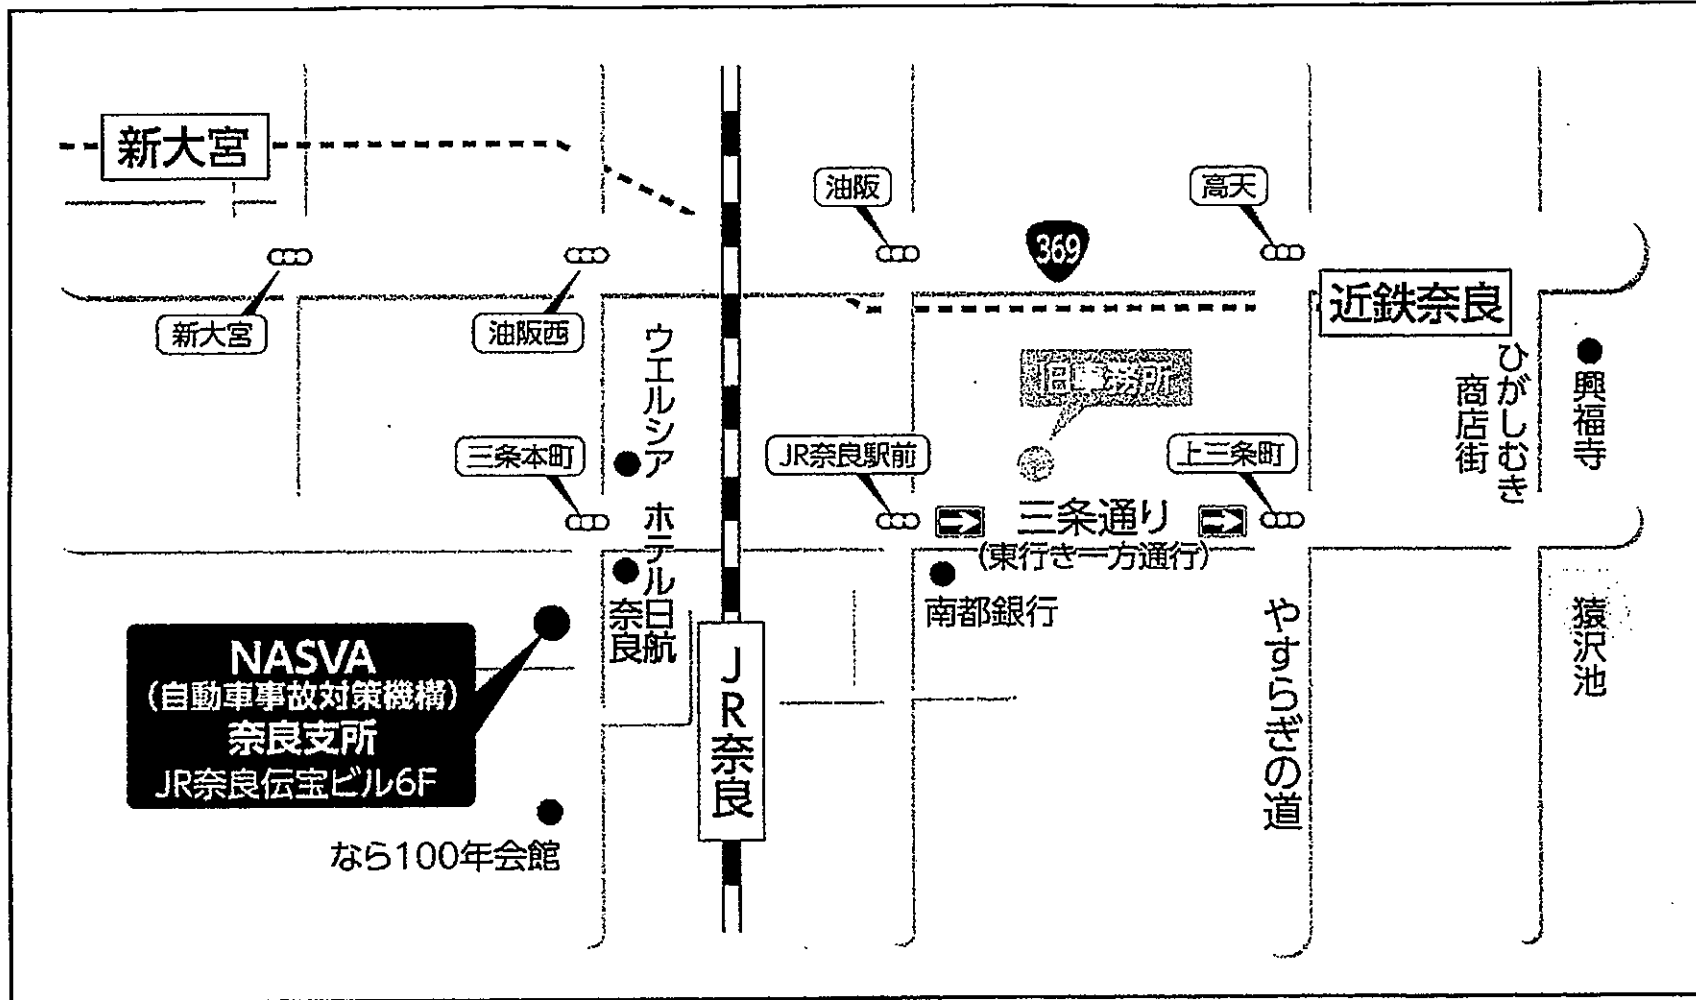 新大宮
油阪
高天
369
新大宮
油阪西
近鉄奈良
ウエルシア
旧事務所
ひがしむき
商店街
興福寺
三条本町
JR奈良駅前
上三条町
三条通り
(東行き一方通行)
ホテル日航
奈良
南都銀行
やすらぎの道
猿沢池
NASVA
(自動車事故対策機構)
奈良支所
JR奈良伝宝ビル6F
JR奈良
なら100年会館